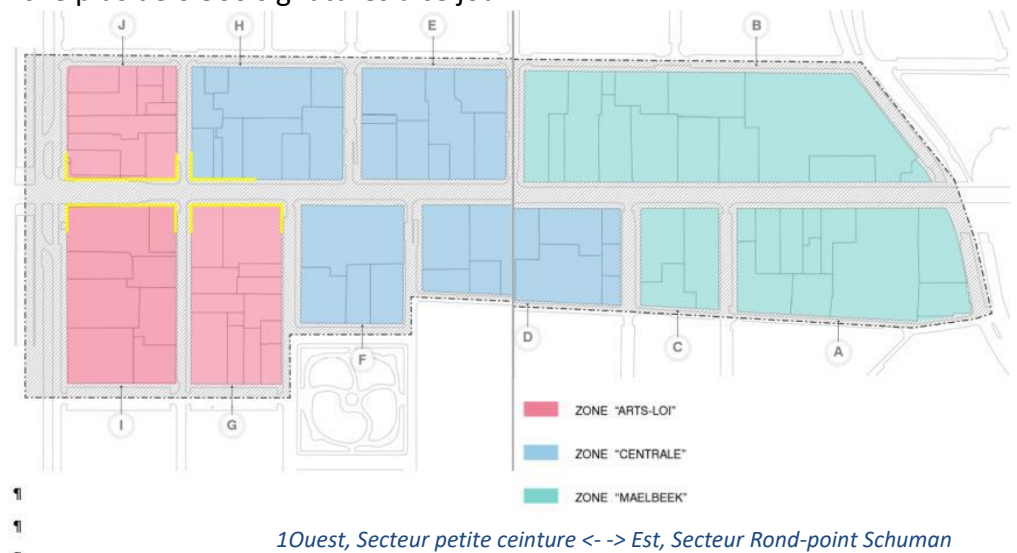 J H E B
D
F C A
I G
ZONE "ARTS-LOI"
ZONE "CENTRALE"
ZONE "MAELBEEK"
¶
¶
1Ouest, Secteur petite ceinture <- -> Est, Secteur Rond-point Schuman